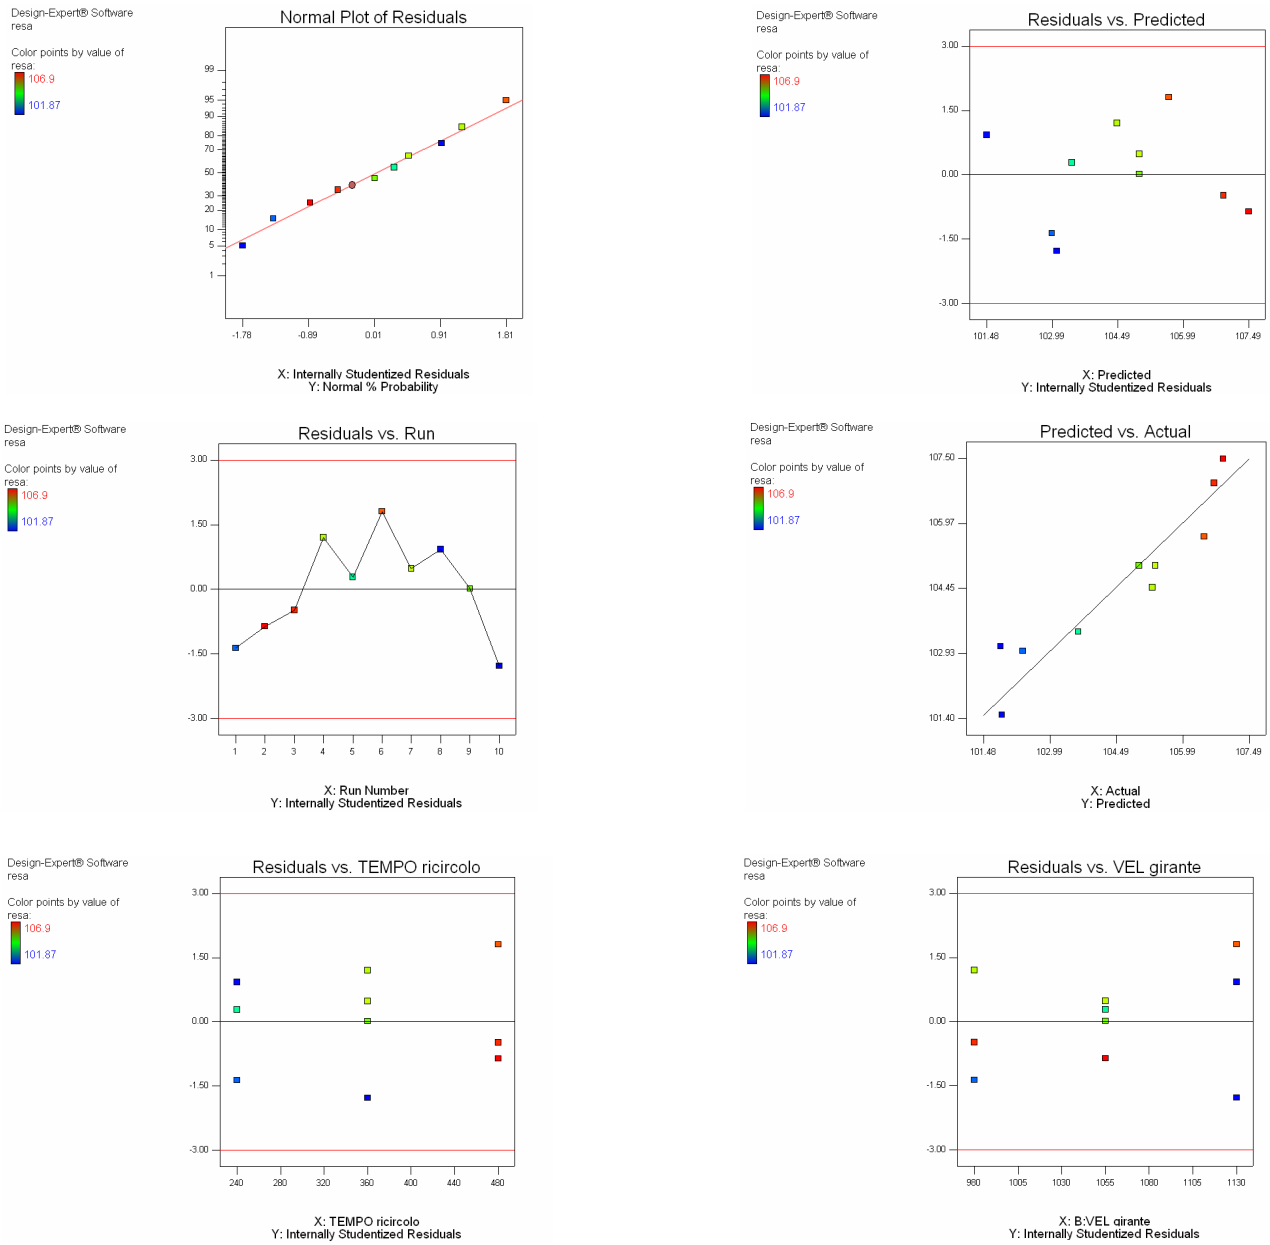 Design-Expert® Software
resa
Color points by value of
resa:
106.9
101.87
Normal Plot of Residuals
99
95
90
80
70
50
30
20
10
5
1
-1.78
-0.89
0.01
0.91
1.81
X: Internally Studentized Residuals
Y: Normal % Probability
Design-Expert® Software
resa
Color points by value of
resa:
106.9
101.87
Residuals vs. Predicted
3.00
1.50
0.00
-1.50
-3.00
101.48
102.99
104.49
105.99
107.49
X: Predicted
Y: Internally Studentized Residuals
Design-Expert® Software
resa
Color points by value of
resa:
106.9
101.87
Residuals vs. Run
3.00
1.50
0.00
-1.50
-3.00
1
2
3
4
5
6
7
8
9
10
X: Run Number
Y: Internally Studentized Residuals
Design-Expert® Software
resa
Color points by value of
resa:
106.9
101.87
Predicted vs. Actual
107.50
105.97
104.45
102.93
101.40
101.48
102.99
104.49
105.99
107.49
X: Actual
Y: Predicted
Design-Expert® Software
resa
Color points by value of
resa:
106.9
101.87
Residuals vs. TEMPO ricircolo
3.00
1.50
0.00
-1.50
-3.00
240
280
320
360
400
440
480
X: TEMPO ricircolo
Y: Internally Studentized Residuals
Design-Expert® Software
resa
Color points by value of
resa:
106.9
101.87
Residuals vs. VEL girante
3.00
1.50
0.00
-1.50
-3.00
980
1005
1030
1055
1080
1105
1130
X: B:VEL girante
Y: Internally Studentized Residuals